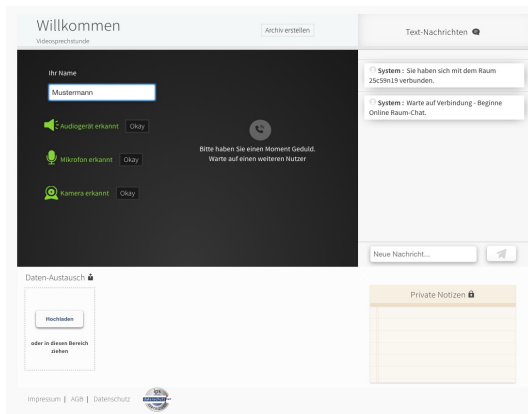 Willkommen
Videosprechstunde
Archiv erstellen
Text-Nachrichten
Ihr Name
Mustermann
Audiogerät erkannt Okay
Mikrofon erkannt Okay
Kamera erkannt Okay
Bitte haben Sie einen Moment Geduld.
Warte auf einen weiteren Nutzer
System : Sie haben sich mit dem Raum
25c59n19 verbunden.
System : Warte auf Verbindung - Beginne
Online Raum-Chat.
Neue Nachricht...
Daten-Austausch
Hochladen
oder in diesen Bereich
ziehen
Private Notizen
Impressum | AGB | Datenschutz